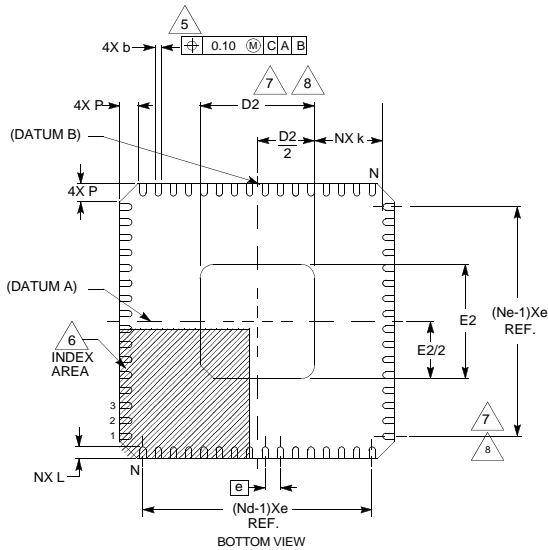 5
4X b
0.10 M C A B
7 8
4X P
D2
(DATUM B)
D2
2
NX k
N
4X P
(DATUM A)
(Ne-1)Xe
REF.
E2
6
INDEX
AREA
E2/2
3
2
1
7
8
NX L
N
e
(Nd-1)Xe
REF.
BOTTOM VIEW